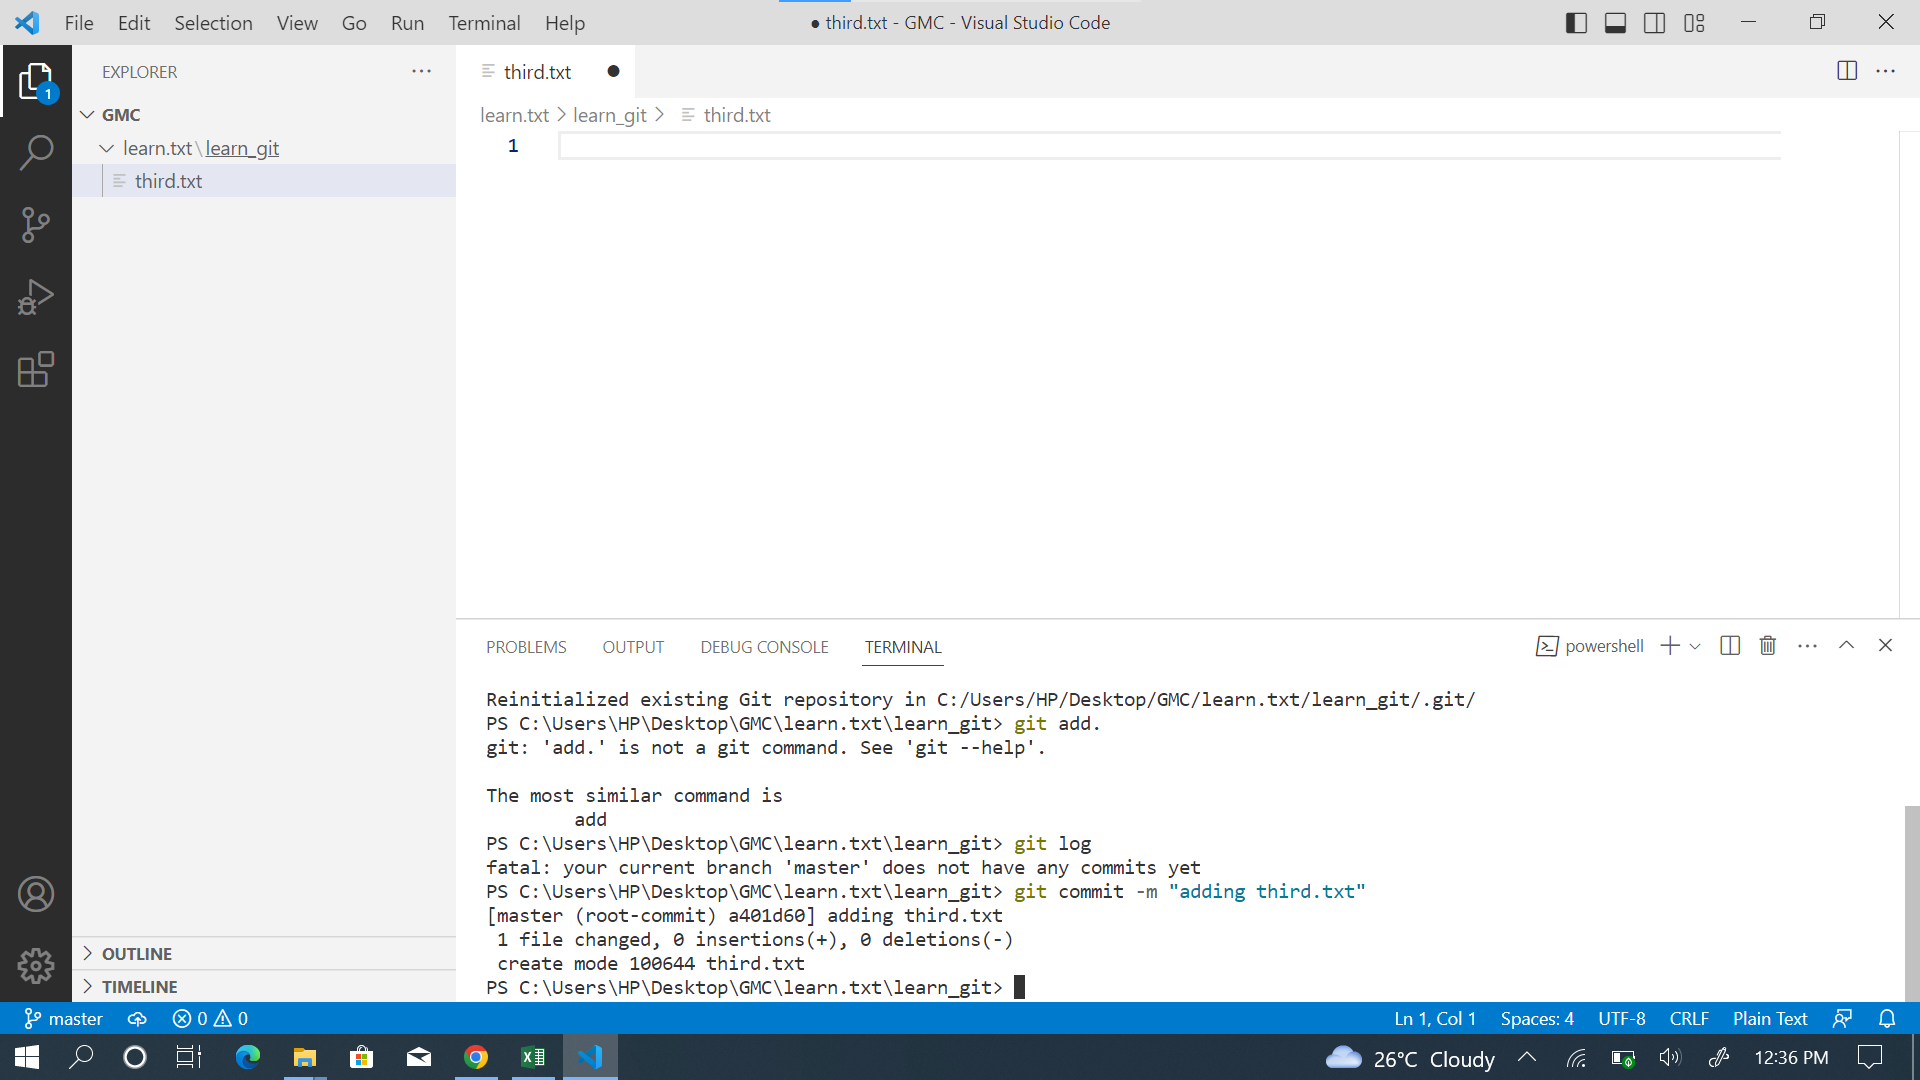 File Edit Selection View Go Run Terminal Help
● third.txt - GMC - Visual Studio Code
EXPLORER
third.txt
1
GMC
learn.txt > learn_git > third.txt
learn.txt\learn_git
1
third.txt
PROBLEMS OUTPUT DEBUG CONSOLE TERMINAL
powershell
Reinitialized existing Git repository in C:/Users/HP/Desktop/GMC/learn.txt/learn_git/.git/
PS C:\Users\HP\Desktop\GMC\learn.txt\learn_git> git add.
git: 'add.' is not a git command. See 'git --help'.
The most similar command is
add
PS C:\Users\HP\Desktop\GMC\learn.txt\learn_git> git log
fatal: your current branch 'master' does not have any commits yet
PS C:\Users\HP\Desktop\GMC\learn.txt\learn_git> git commit -m "adding third.txt"
[master (root-commit) a401d60] adding third.txt
1 file changed, 0 insertions(+), 0 deletions(-)
create mode 100644 third.txt
PS C:\Users\HP\Desktop\GMC\learn.txt\learn_git>
OUTLINE
TIMELINE
master 0 0
Ln 1, Col 1 Spaces: 4 UTF-8 CRLF Plain Text
26°C Cloudy
12:36 PM